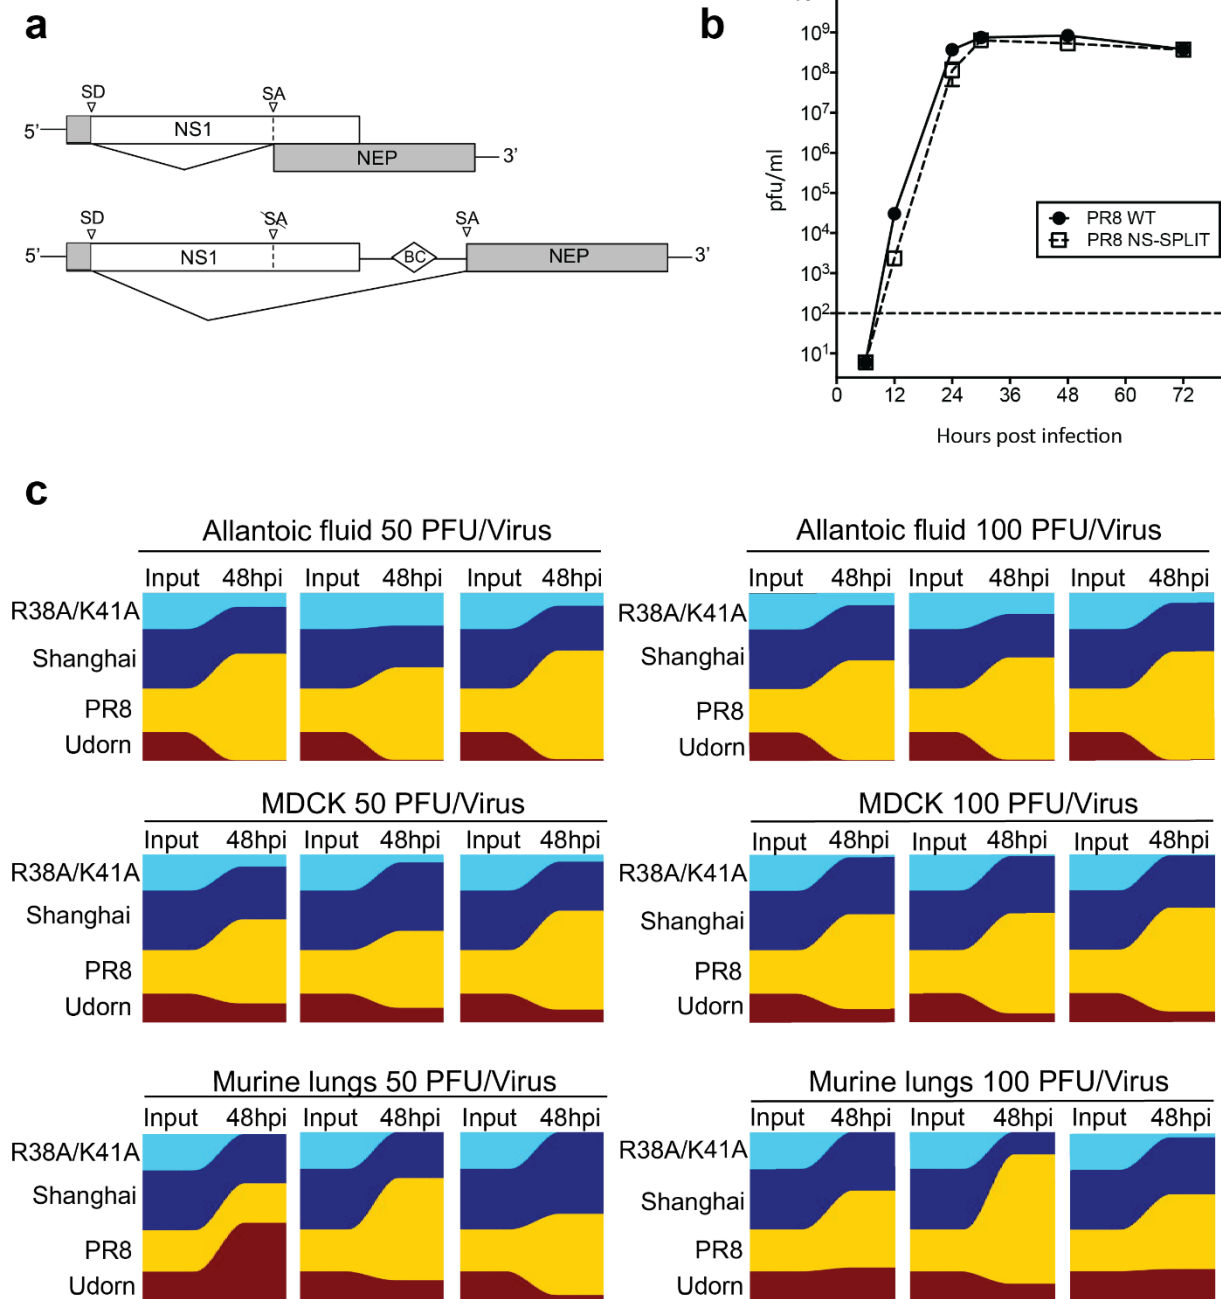 a
SD
SA
5'
NS1
NEP
3'
SD
SA
SA
5'
NS1
BC
NEP
3'
b
10⁹
10⁸
10⁷
10⁶
10⁵
10⁴
10³
10²
10¹
pfu/ml
PR8 WT
PR8 NS-SPLIT
0 12 24 36 48 60 72
Hours post infection
c
Allantoic fluid 50 PFU/Virus
Input 48hpi Input 48hpi Input 48hpi
R38A/K41A
Shanghai
PR8
Udorn
Allantoic fluid 100 PFU/Virus
Input 48hpi Input 48hpi Input 48hpi
R38A/K41A
Shanghai
PR8
Udorn
MDCK 50 PFU/Virus
Input 48hpi Input 48hpi Input 48hpi
R38A/K41A
Shanghai
PR8
Udorn
MDCK 100 PFU/Virus
Input 48hpi Input 48hpi Input 48hpi
R38A/K41A
Shanghai
PR8
Udorn
Murine lungs 50 PFU/Virus
Input 48hpi Input 48hpi Input 48hpi
R38A/K41A
Shanghai
PR8
Udorn
Murine lungs 100 PFU/Virus
Input 48hpi Input 48hpi Input 48hpi
R38A/K41A
Shanghai
PR8
Udorn